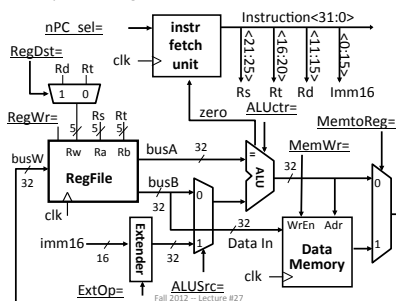 nPC_sel=
instr
fetch
unit
clk
Instruction<31:0>
<21:25>
<16:20>
<11:15>
<0:15>
Rs
Rt
Rd
Imm16
RegDst=
Rd
Rt
1
0
zero
ALUctr=
RegWr=
Rs
Rt
5
5
5
MemtoReg=
busW
32
Rw
Ra
Rb
RegFile
busA
32
busB
32
clk
=
ALU
32
MemWr=
32
0
1
0
1
imm16
16
Extender
32
32
Data In
WrEn
Adr
Data
Memory
clk
ExtOp=
ALUSrc=
Fall 2012 -- Lecture #27